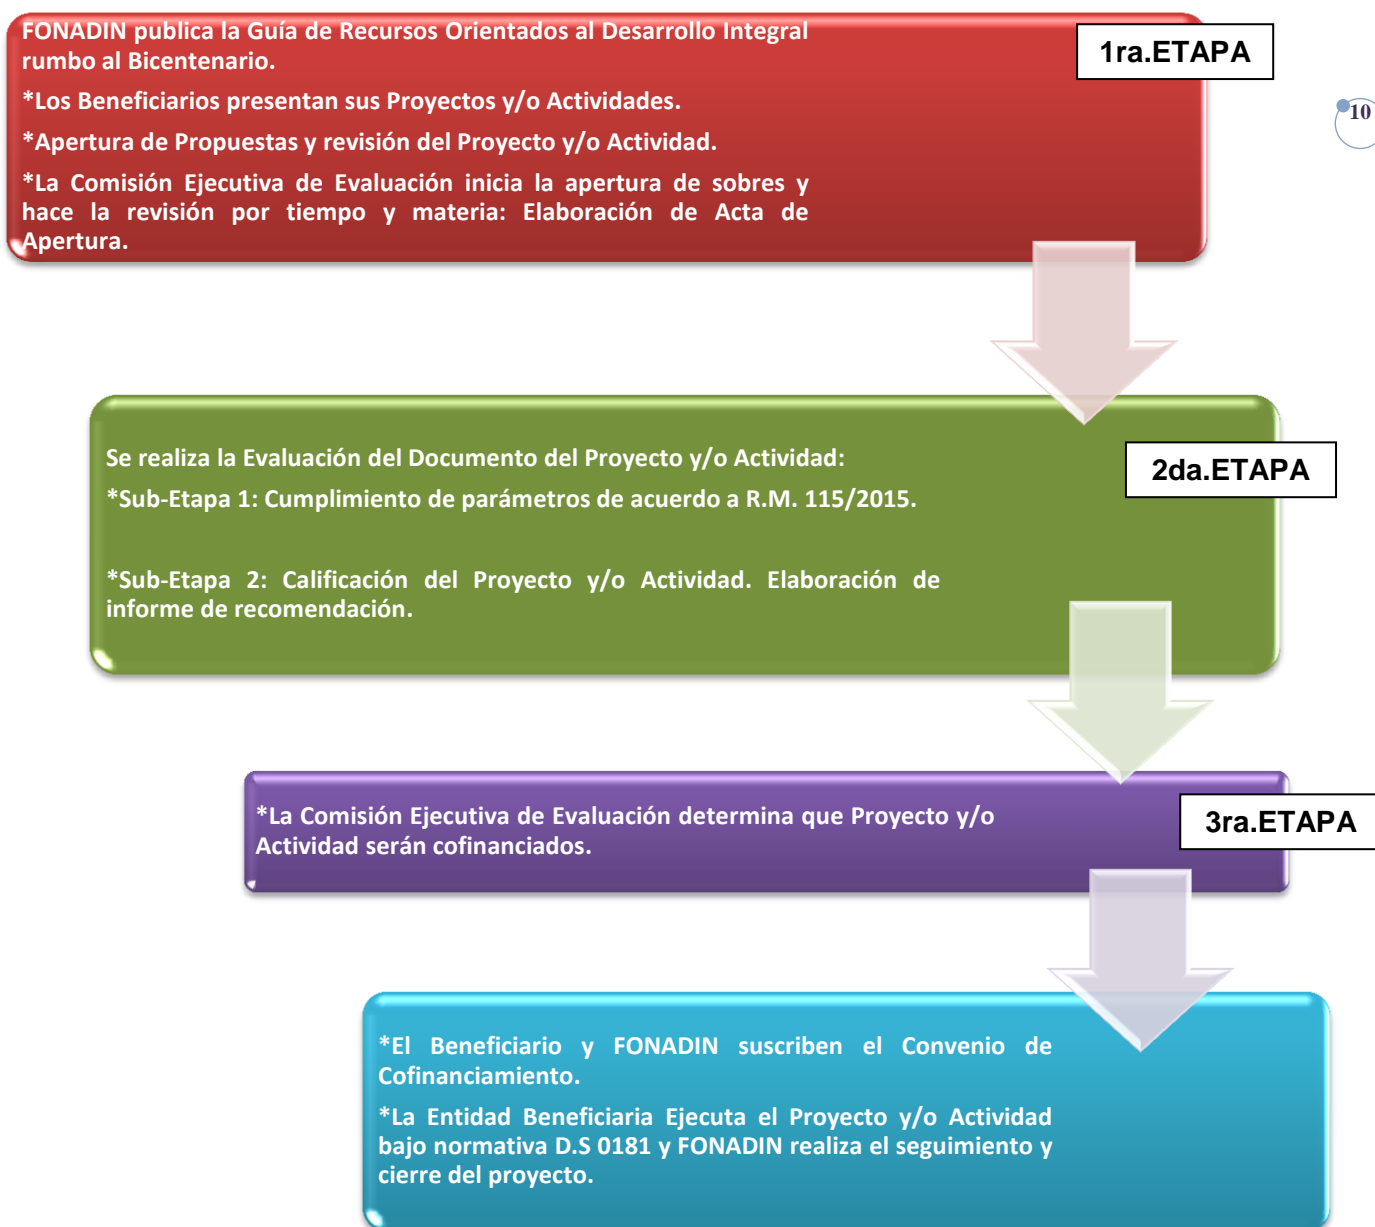 FONADIN publica la Guía de Recursos Orientados al Desarrollo Integral
rumbo al Bicentenario.
*Los Beneficiarios presentan sus Proyectos y/o Actividades.
*Apertura de Propuestas y revisión del Proyecto y/o Actividad.
*La Comisión Ejecutiva de Evaluación inicia la apertura de sobres y
hace la revisión por tiempo y materia: Elaboración de Acta de
Apertura.
1ra.ETAPA
10
Se realiza la Evaluación del Documento del Proyecto y/o Actividad:
*Sub-Etapa 1: Cumplimiento de parámetros de acuerdo a R.M. 115/2015.
*Sub-Etapa 2: Calificación del Proyecto y/o Actividad. Elaboración de
informe de recomendación.
2da.ETAPA
*La Comisión Ejecutiva de Evaluación determina que Proyecto y/o
Actividad serán cofinanciados.
3ra.ETAPA
*El Beneficiario y FONADIN suscriben el Convenio de
Cofinanciamiento.
*La Entidad Beneficiaria Ejecuta el Proyecto y/o Actividad
bajo normativa D.S 0181 y FONADIN realiza el seguimiento y
cierre del proyecto.